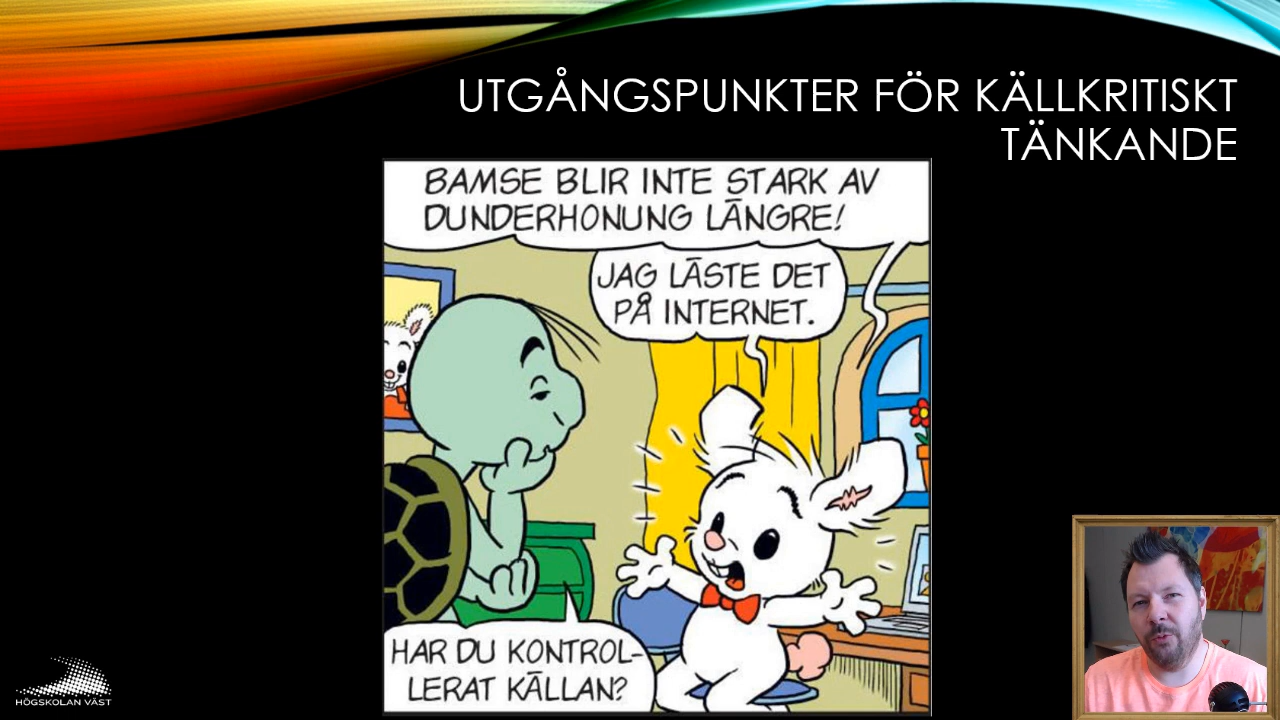 UTGÅNGSPUNKTER FÖR KÄLLKRITISKT
TÄNKANDE
BAMSE BLIR INTE STARK AV
DUNDERHONUNG LÄNGRE!
JAG LÄSTE DET
PÅ INTERNET.
HAR DU KONTROL-
LERAT KÄLLAN?
HÖGSKOLAN VÄST